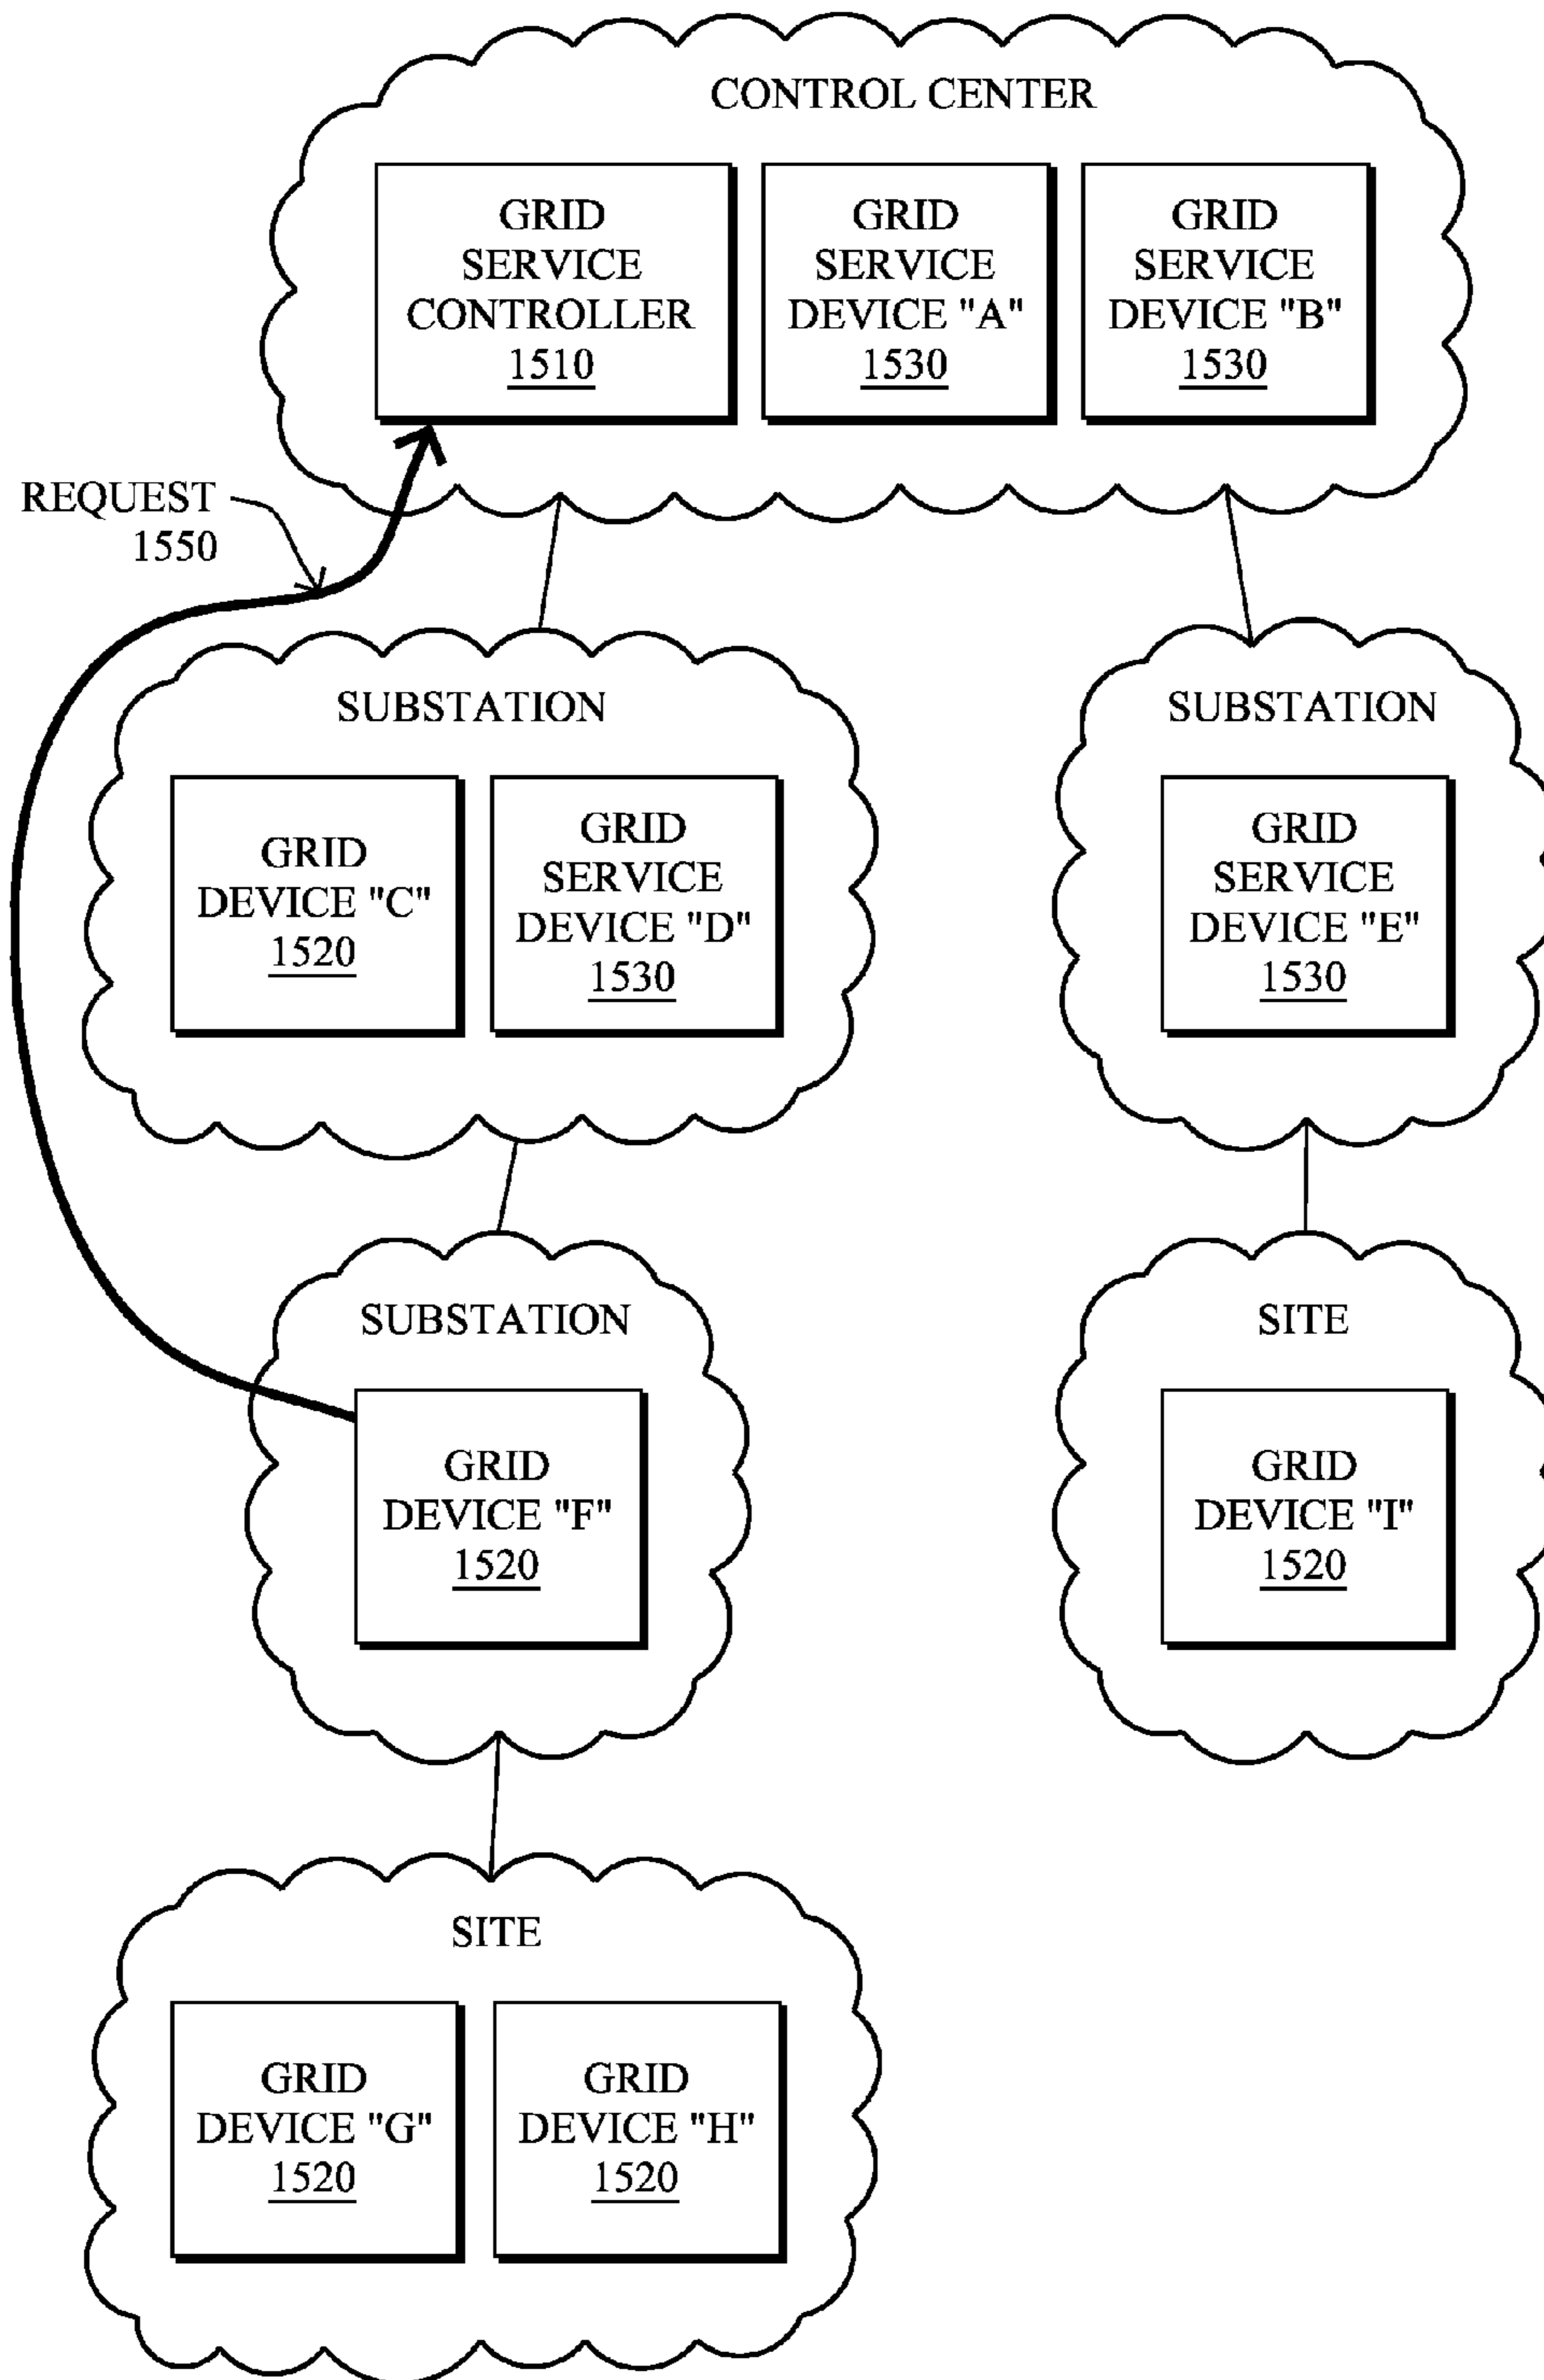 CONTROL CENTER
GRID
SERVICE
CONTROLLER
1510
GRID
SERVICE
DEVICE "A"
1530
GRID
SERVICE
DEVICE "B"
1530
REQUEST
1550
SUBSTATION
GRID
DEVICE "C"
1520
GRID
SERVICE
DEVICE "D"
1530
SUBSTATION
GRID
SERVICE
DEVICE "E"
1530
SUBSTATION
GRID
DEVICE "F"
1520
SITE
GRID
DEVICE "I"
1520
SITE
GRID
DEVICE "G"
1520
GRID
DEVICE "H"
1520